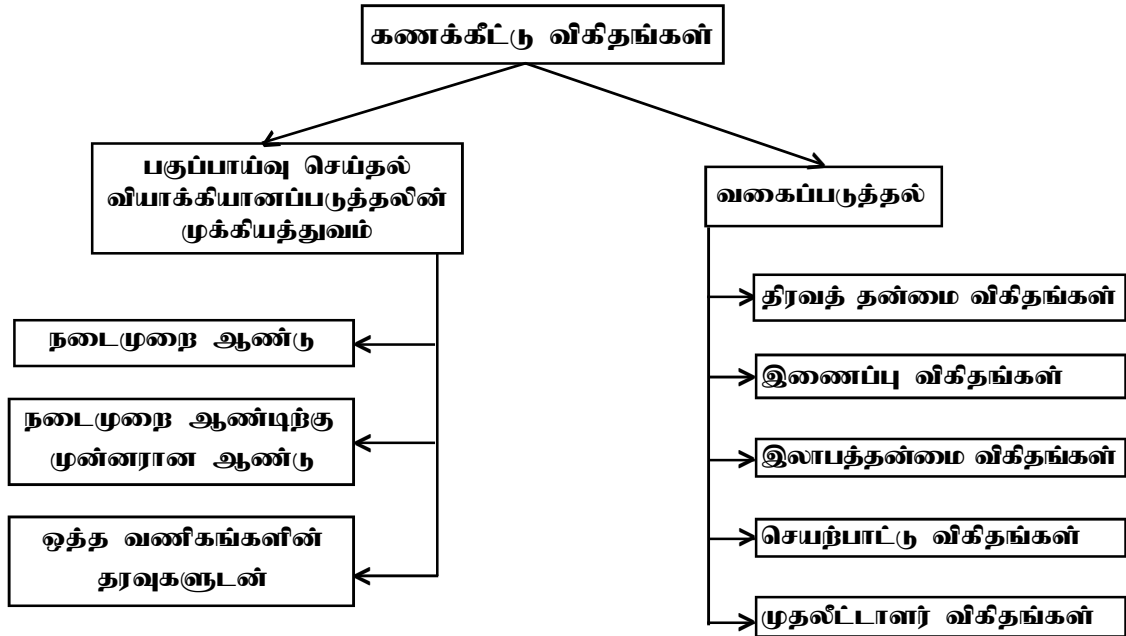 கணக்கீட்டு விகிதங்கள்
பகுப்பாய்வு செய்தல்
வியாக்கியானப்படுத்தலின்
முக்கியத்துவம்
நடைமுறை ஆண்டு
நடைமுறை ஆண்டிற்கு
முன்னரான ஆண்டு
ஒத்த வணிகங்களின்
தரவுகளுடன்
வகைப்படுத்தல்
திரவத் தன்மை விகிதங்கள்
இணைப்பு விகிதங்கள்
இலாபத்தன்மை விகிதங்கள்
செயற்பாட்டு விகிதங்கள்
முதலீட்டாளர் விகிதங்கள்